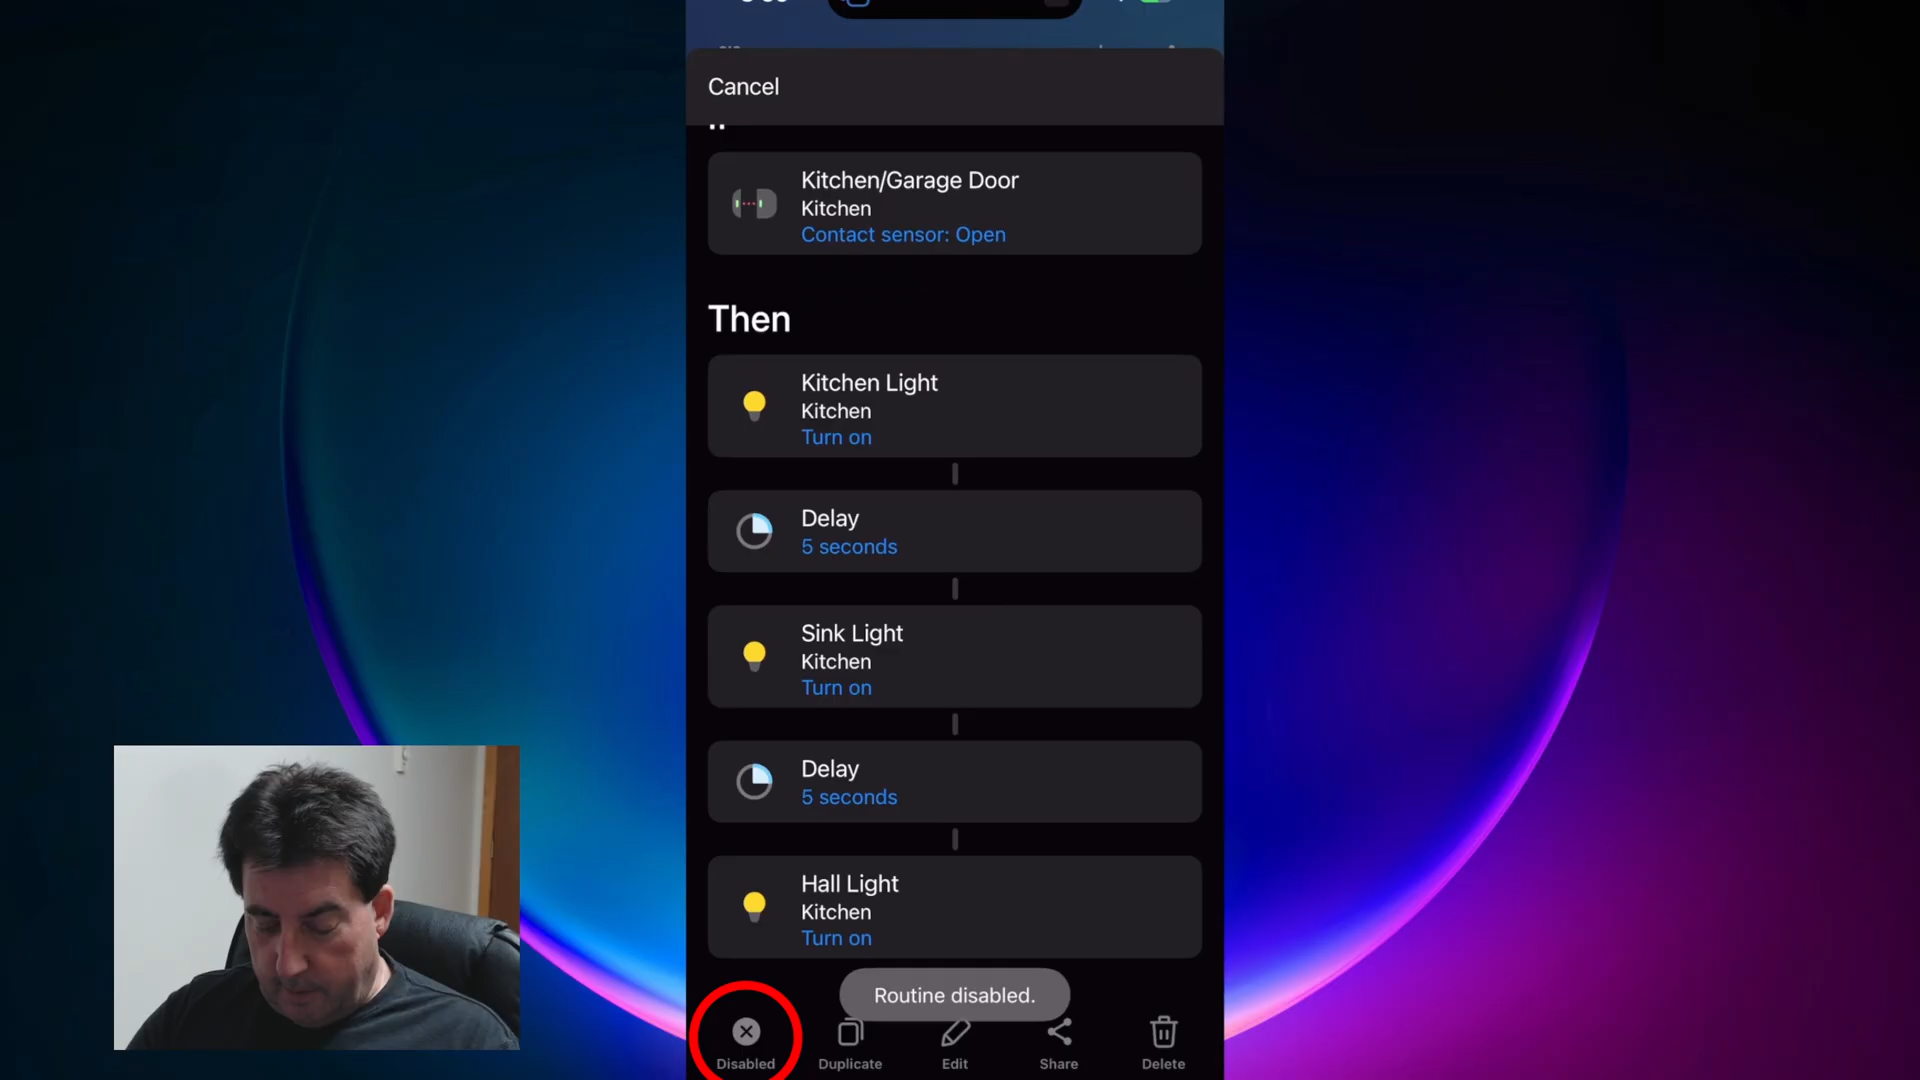 Cancel
Kitchen/Garage Door
Kitchen
Contact sensor: Open
Then
Kitchen Light
Kitchen
Turn on
Delay
5 seconds
Sink Light
Kitchen
Turn on
Delay
5 seconds
Hall Light
Kitchen
Turn on
Routine disabled.
Disabled
Duplicate
Edit
Share
Delete